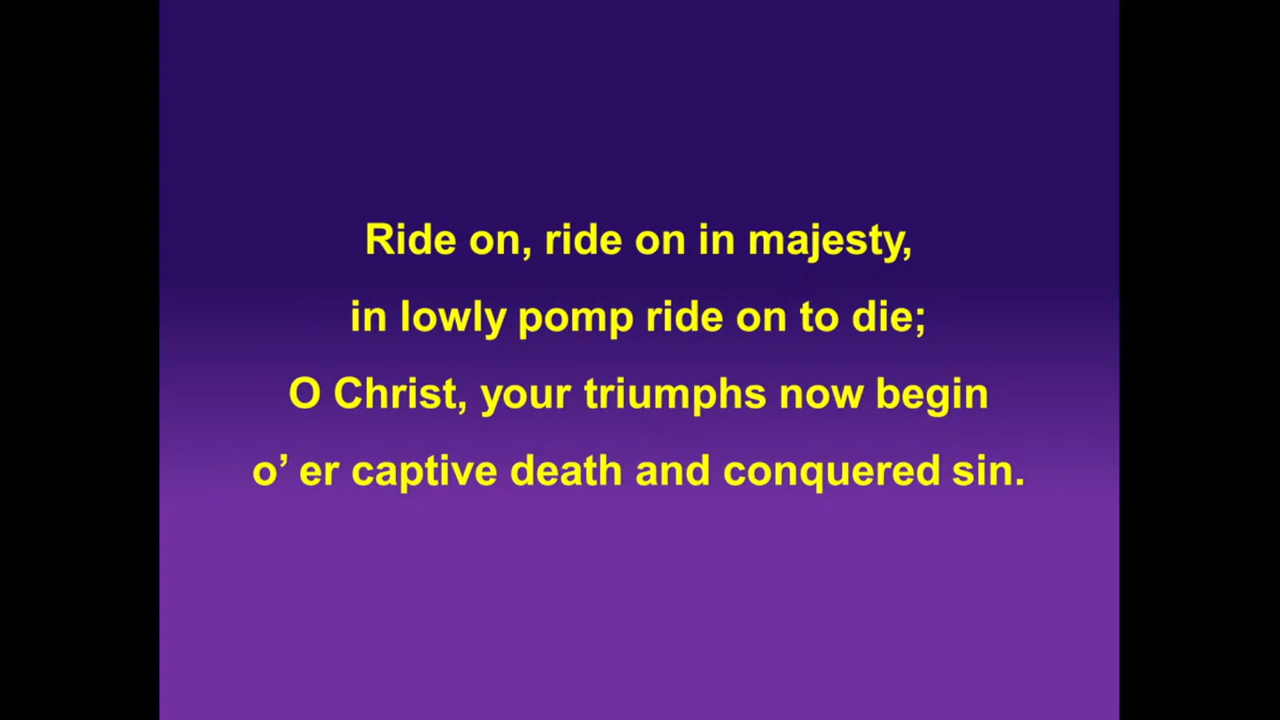 Ride on, ride on in majesty,
in lowly pomp ride on to die;
O Christ, your triumphs now begin
o’ er captive death and conquered sin.